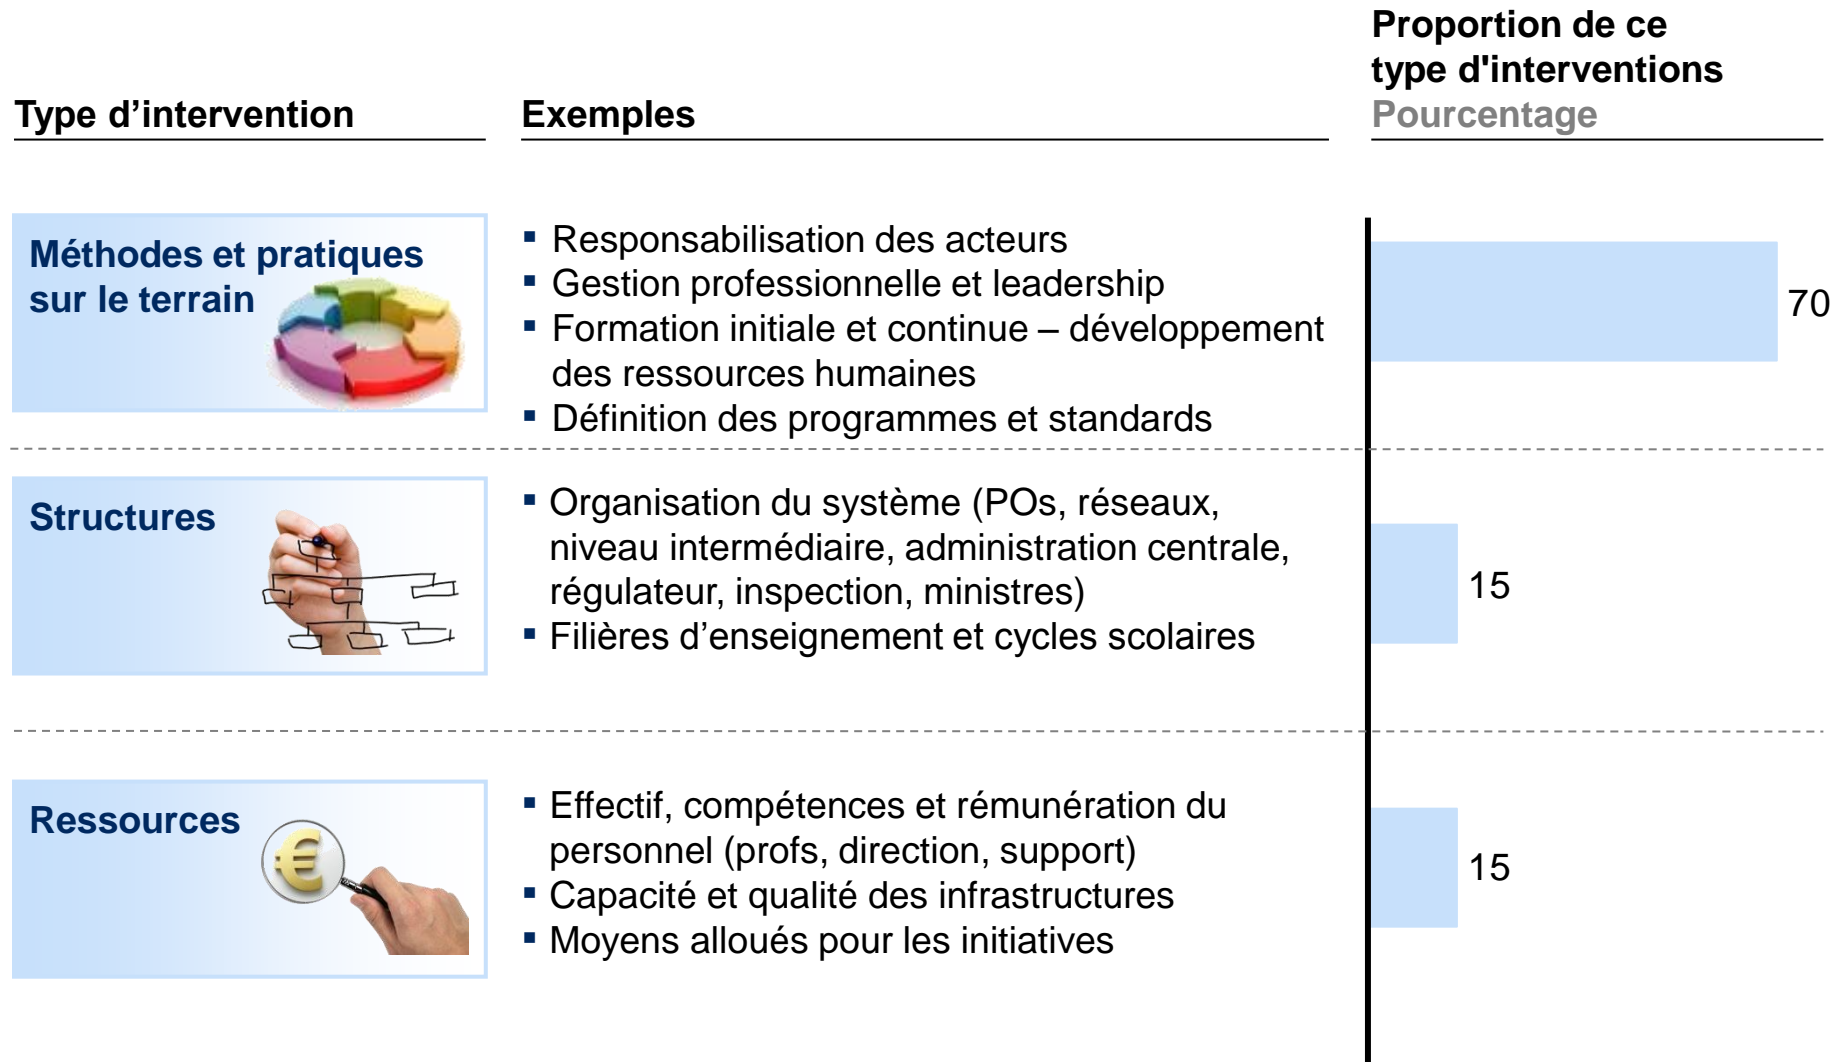 Type d’intervention
Exemples
Proportion de ce
type d'interventions
Pourcentage
Méthodes et pratiques
sur le terrain
▪ Responsabilisation des acteurs
▪ Gestion professionnelle et leadership
▪ Formation initiale et continue – développement
des ressources humaines
▪ Définition des programmes et standards
70
Structures
▪ Organisation du système (POs, réseaux,
niveau intermédiaire, administration centrale,
régulateur, inspection, ministres)
▪ Filières d’enseignement et cycles scolaires
15
Ressources
€
▪ Effectif, compétences et rémunération du
personnel (profs, direction, support)
▪ Capacité et qualité des infrastructures
▪ Moyens alloués pour les initiatives
15